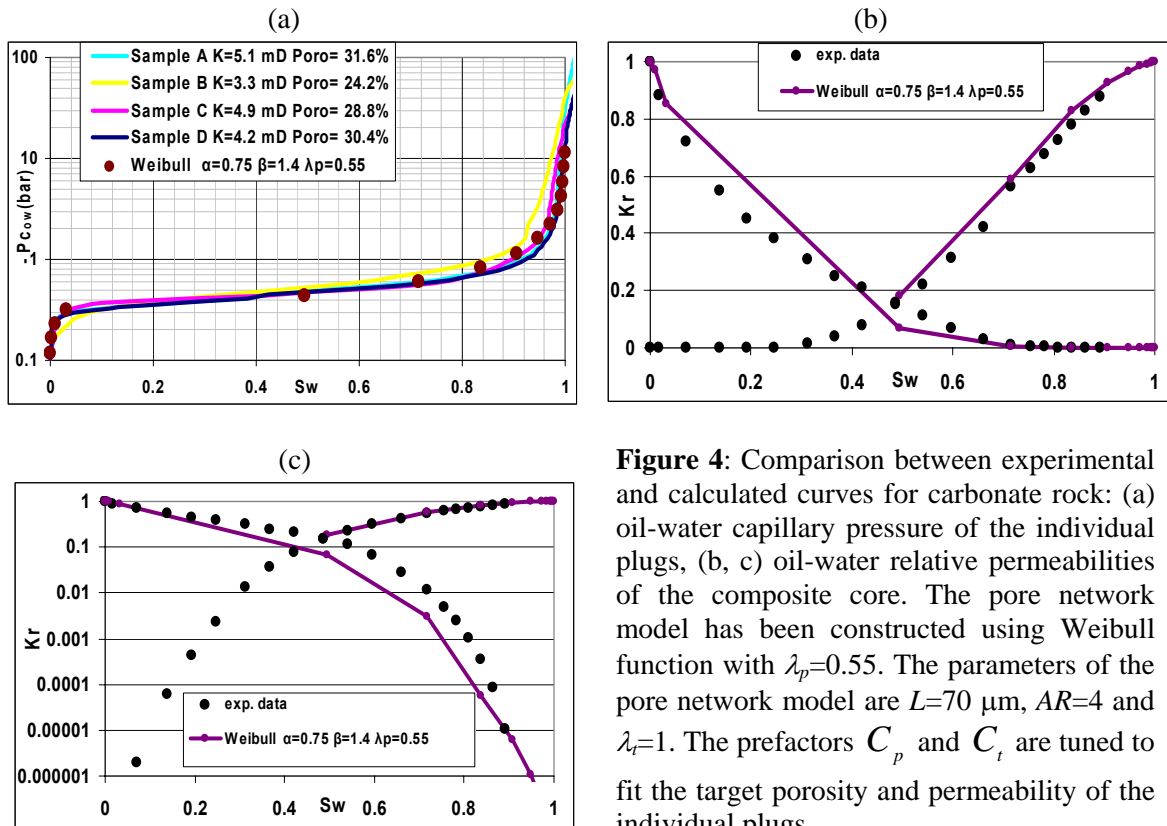 (a)
100
10
1
0.1
Pc o w (bar)
Sample A K=5.1 mD Poro= 31.6%
Sample B K=3.3 mD Poro= 24.2%
Sample C K=4.9 mD Poro= 28.8%
Sample D K=4.2 mD Poro= 30.4%
Weibull α=0.75 β=1.4 λp=0.55
0 0.2 0.4 0.6 0.8 1
Sw
(b)
1
0.8
0.6
0.4
0.2
0
Kr
exp. data
Weibull α=0.75 β=1.4 λp=0.55
0 0.2 0.4 0.6 0.8 1
Sw
(c)
1
0.1
0.01
0.001
0.0001
0.00001
0.000001
Kr
exp. data
Weibull α=0.75 β=1.4 λp=0.55
0 0.2 0.4 0.6 0.8 1
Sw
Figure 4: Comparison between experimental
and calculated curves for carbonate rock: (a)
oil-water capillary pressure of the individual
plugs, (b, c) oil-water relative permeabilities
of the composite core. The pore network
model has been constructed using Weibull
function with λp=0.55. The parameters of the
pore network model are L=70 μm, AR=4 and
λt=1. The prefactors Cp and Ct are tuned to
fit the target porosity and permeability of the
individual plugs